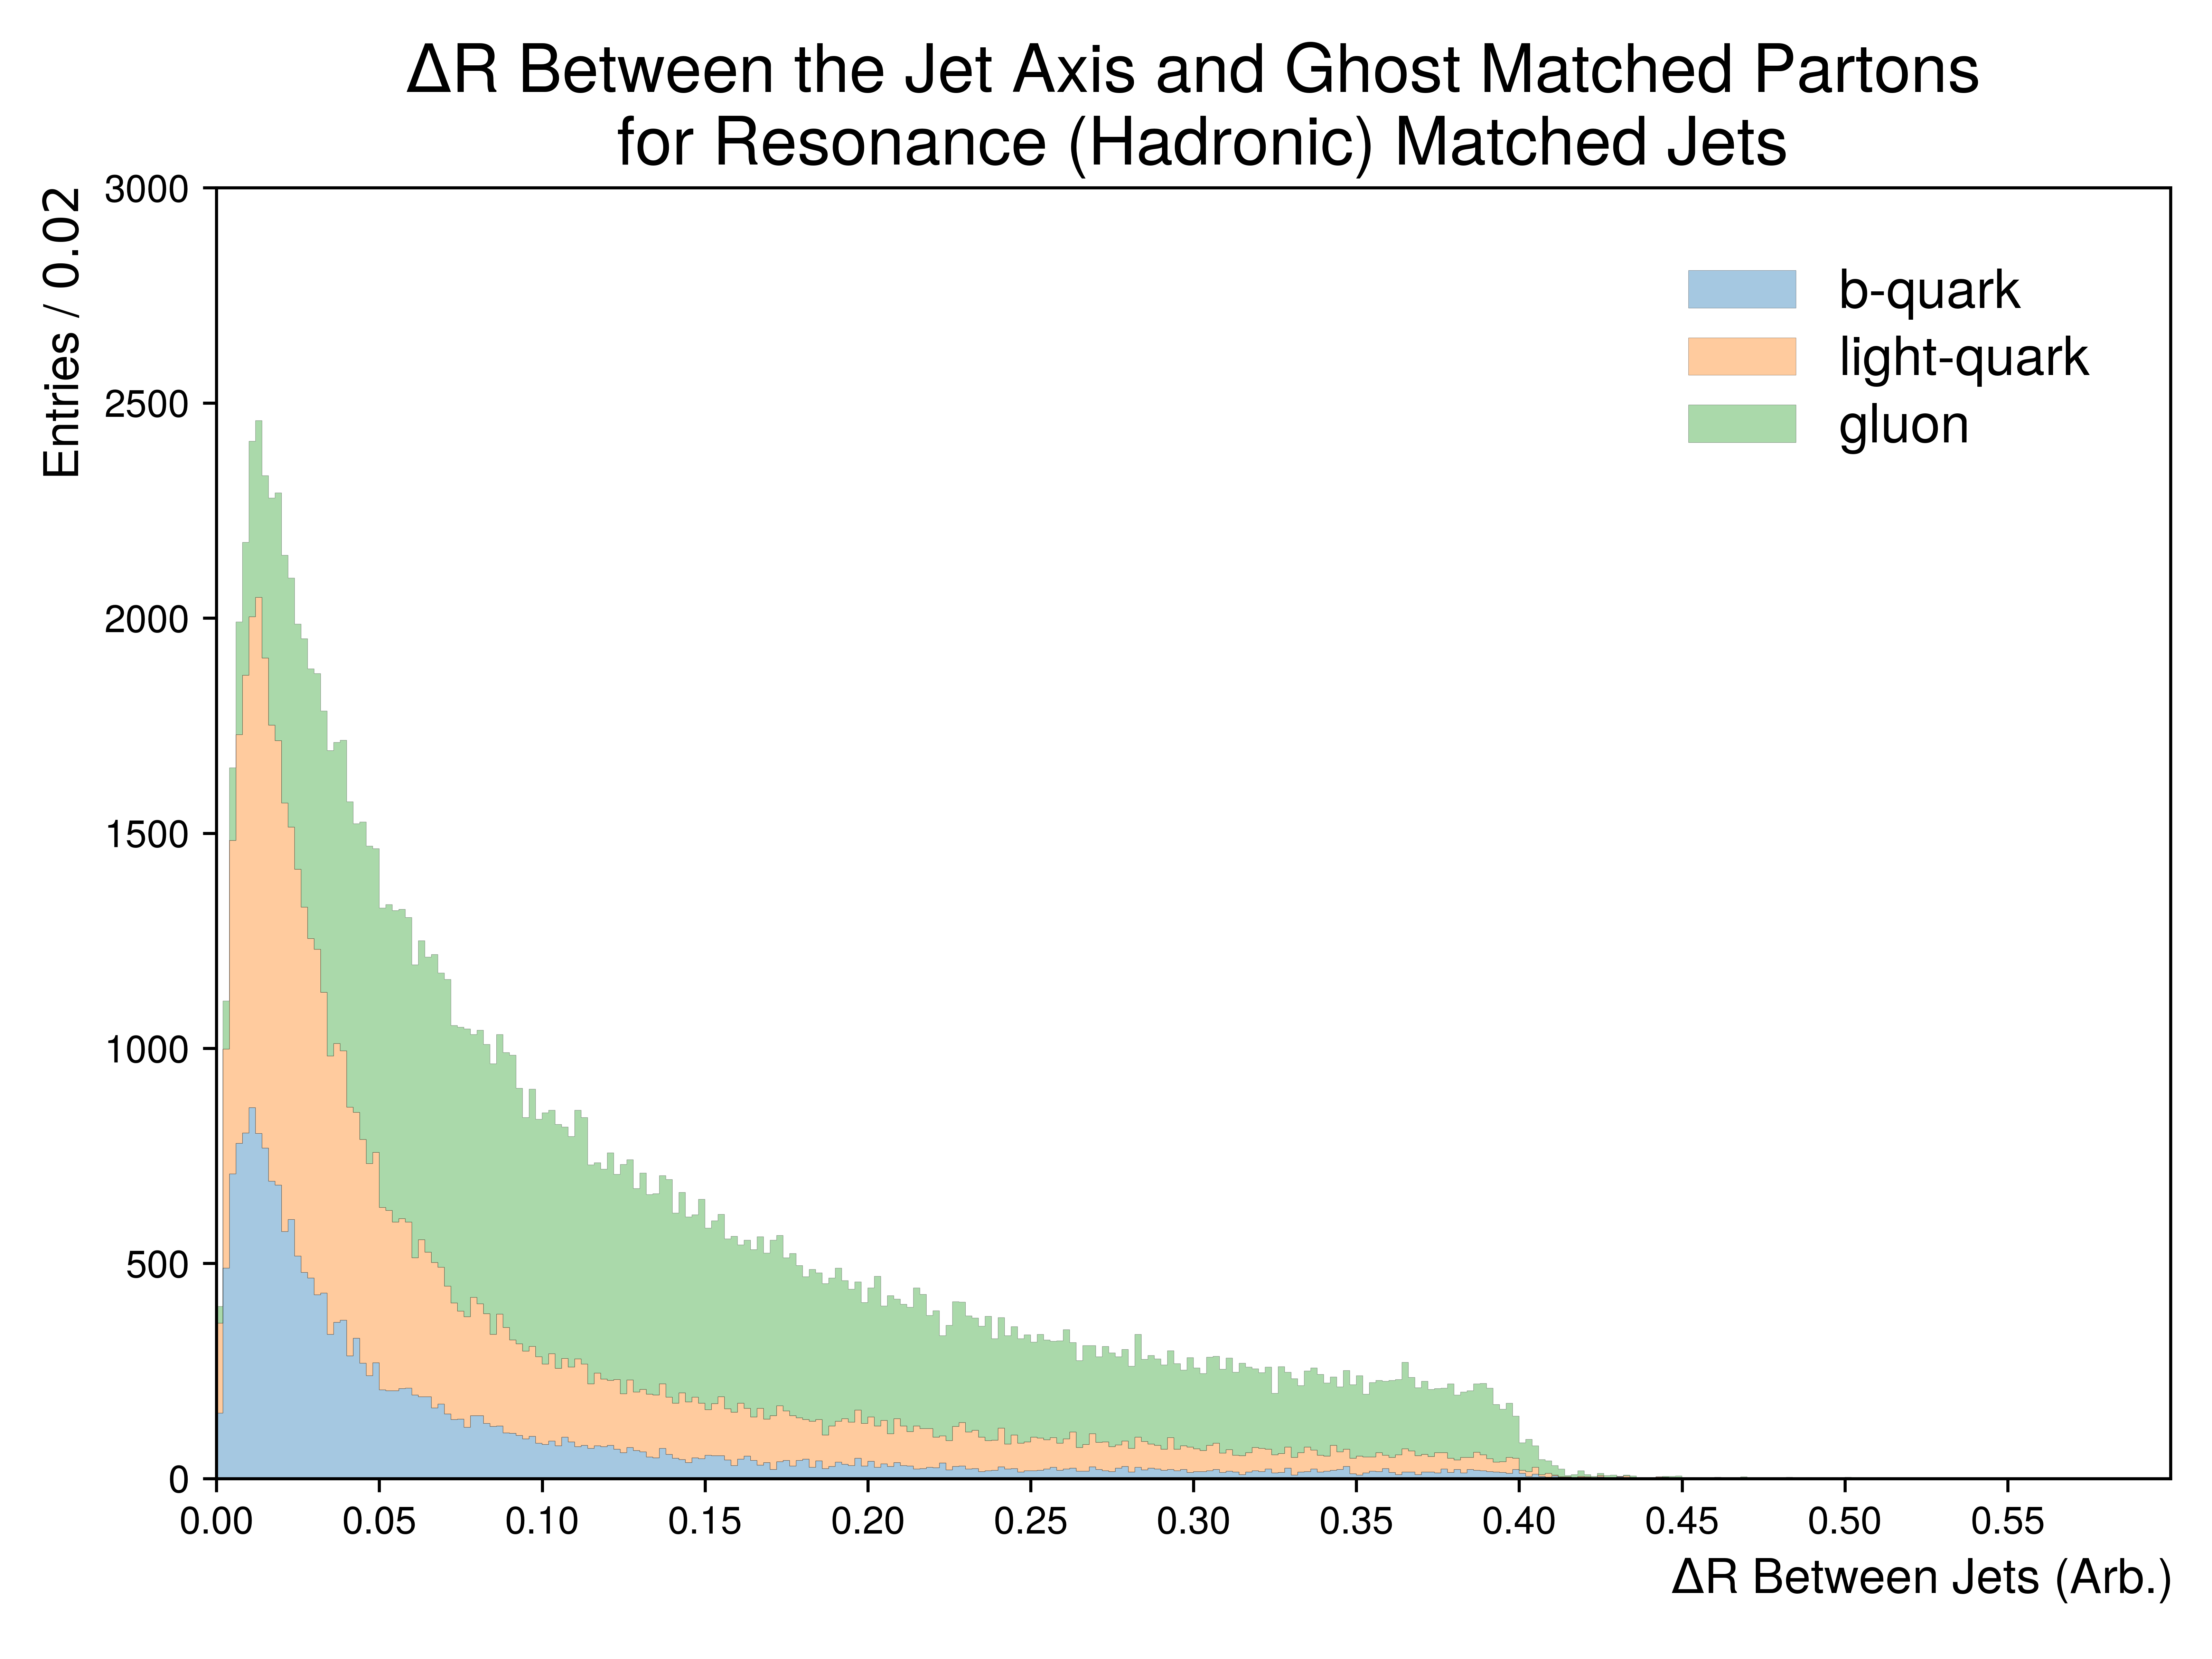 ΔR Between the Jet Axis and Ghost Matched Partons
for Resonance (Hadronic) Matched Jets
Entries / 0.02
3000
2500
2000
1500
1000
500
0
b-quark
light-quark
gluon
0.00 0.05 0.10 0.15 0.20 0.25 0.30 0.35 0.40 0.45 0.50 0.55
ΔR Between Jets (Arb.)